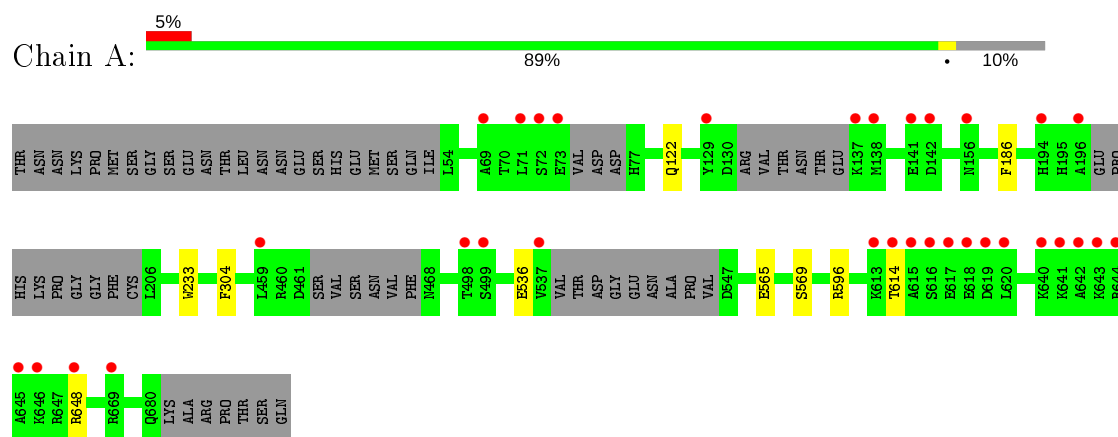 5%
Chain A:
89% • 10%
THR ASN ASN LYS PRO MET SER GLY SER GLU ASN THR LEU ASN ASN GLU SER HIS GLU MET SER GLN ILE L54 A69 T70 L71 S72 E73 VAL ASP ASP H77 Q122 Y129 D130 ARG VAL THR ASN THR GLU K137 M138 E141 D142 N156 F186 H194 H195 A196 GLU PRO
HIS LYS PRO GLY GLY PHE CYS L206 W233 F304 L459 R460 D461 SER VAL SER ASN VAL PHE N468 T498 S499 E536 V537 VAL THR ASP GLY GLU ASN ALA PRO VAL D547 E565 S569 R596 K613 T614 A615 S616 E617 E618 D619 L620 K640 K641 A642 K643 R644
A645 K646 R647 R648 R669 Q680 LYS ALA ARG PRO THR SER GLN